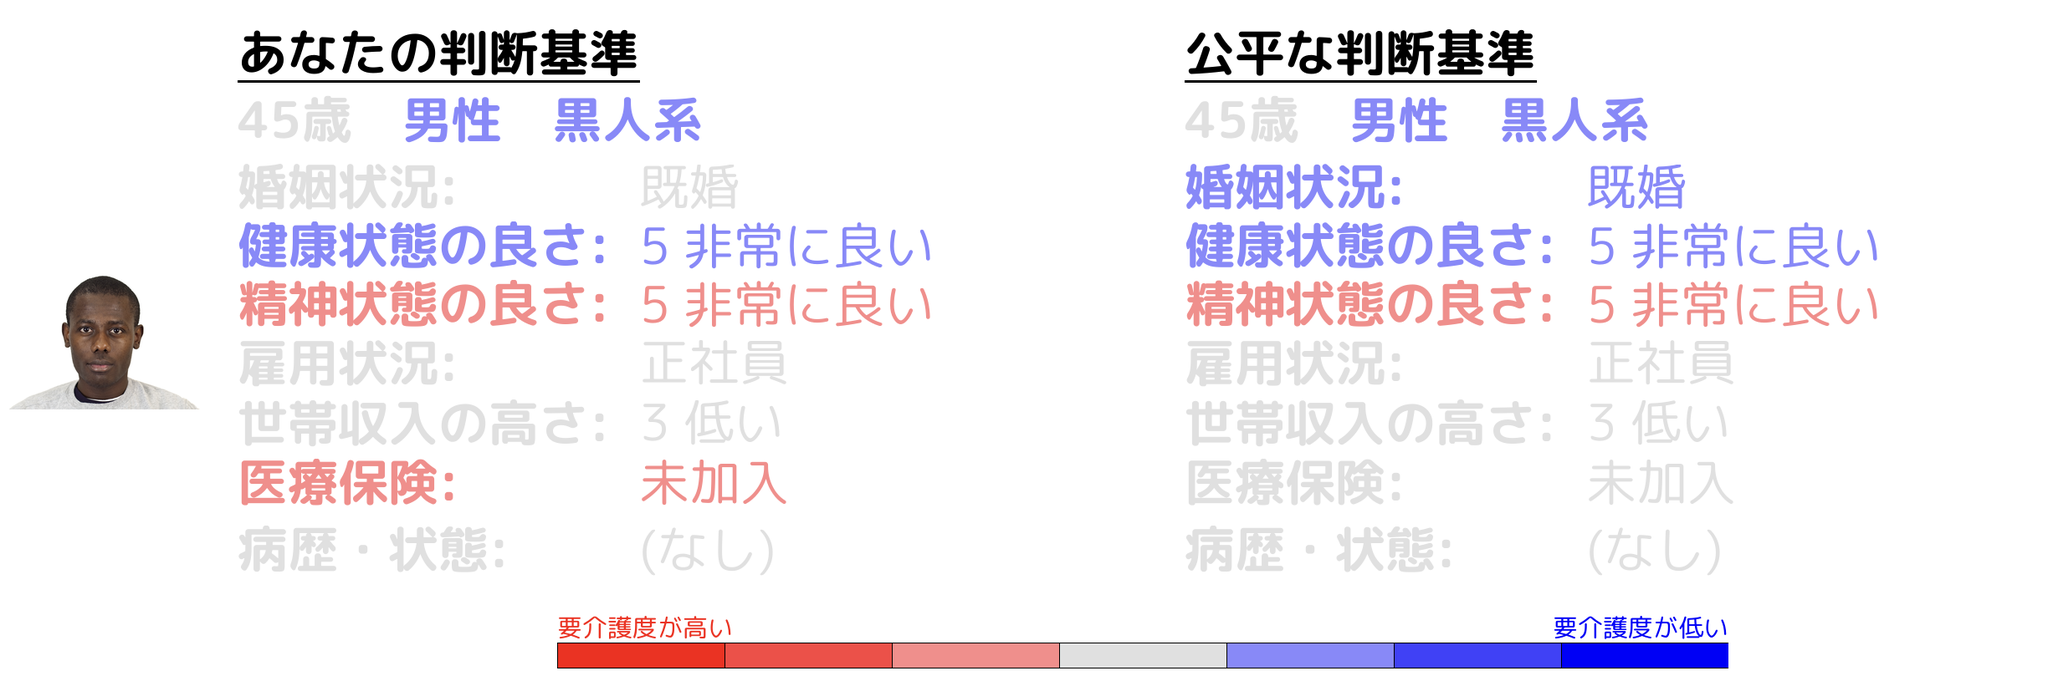 あなたの判断基準
45歳 男性 黒人系
婚姻状況: 既婚
健康状態の良さ: 5 非常に良い
精神状態の良さ: 5 非常に良い
雇用状況: 正社員
世帯収入の高さ: 3 低い
医療保険: 未加入
病歴・状態: (なし)
公平な判断基準
45歳 男性 黒人系
婚姻状況: 既婚
健康状態の良さ: 5 非常に良い
精神状態の良さ: 5 非常に良い
雇用状況: 正社員
世帯収入の高さ: 3 低い
医療保険: 未加入
病歴・状態: (なし)
要介護度が高い
要介護度が低い